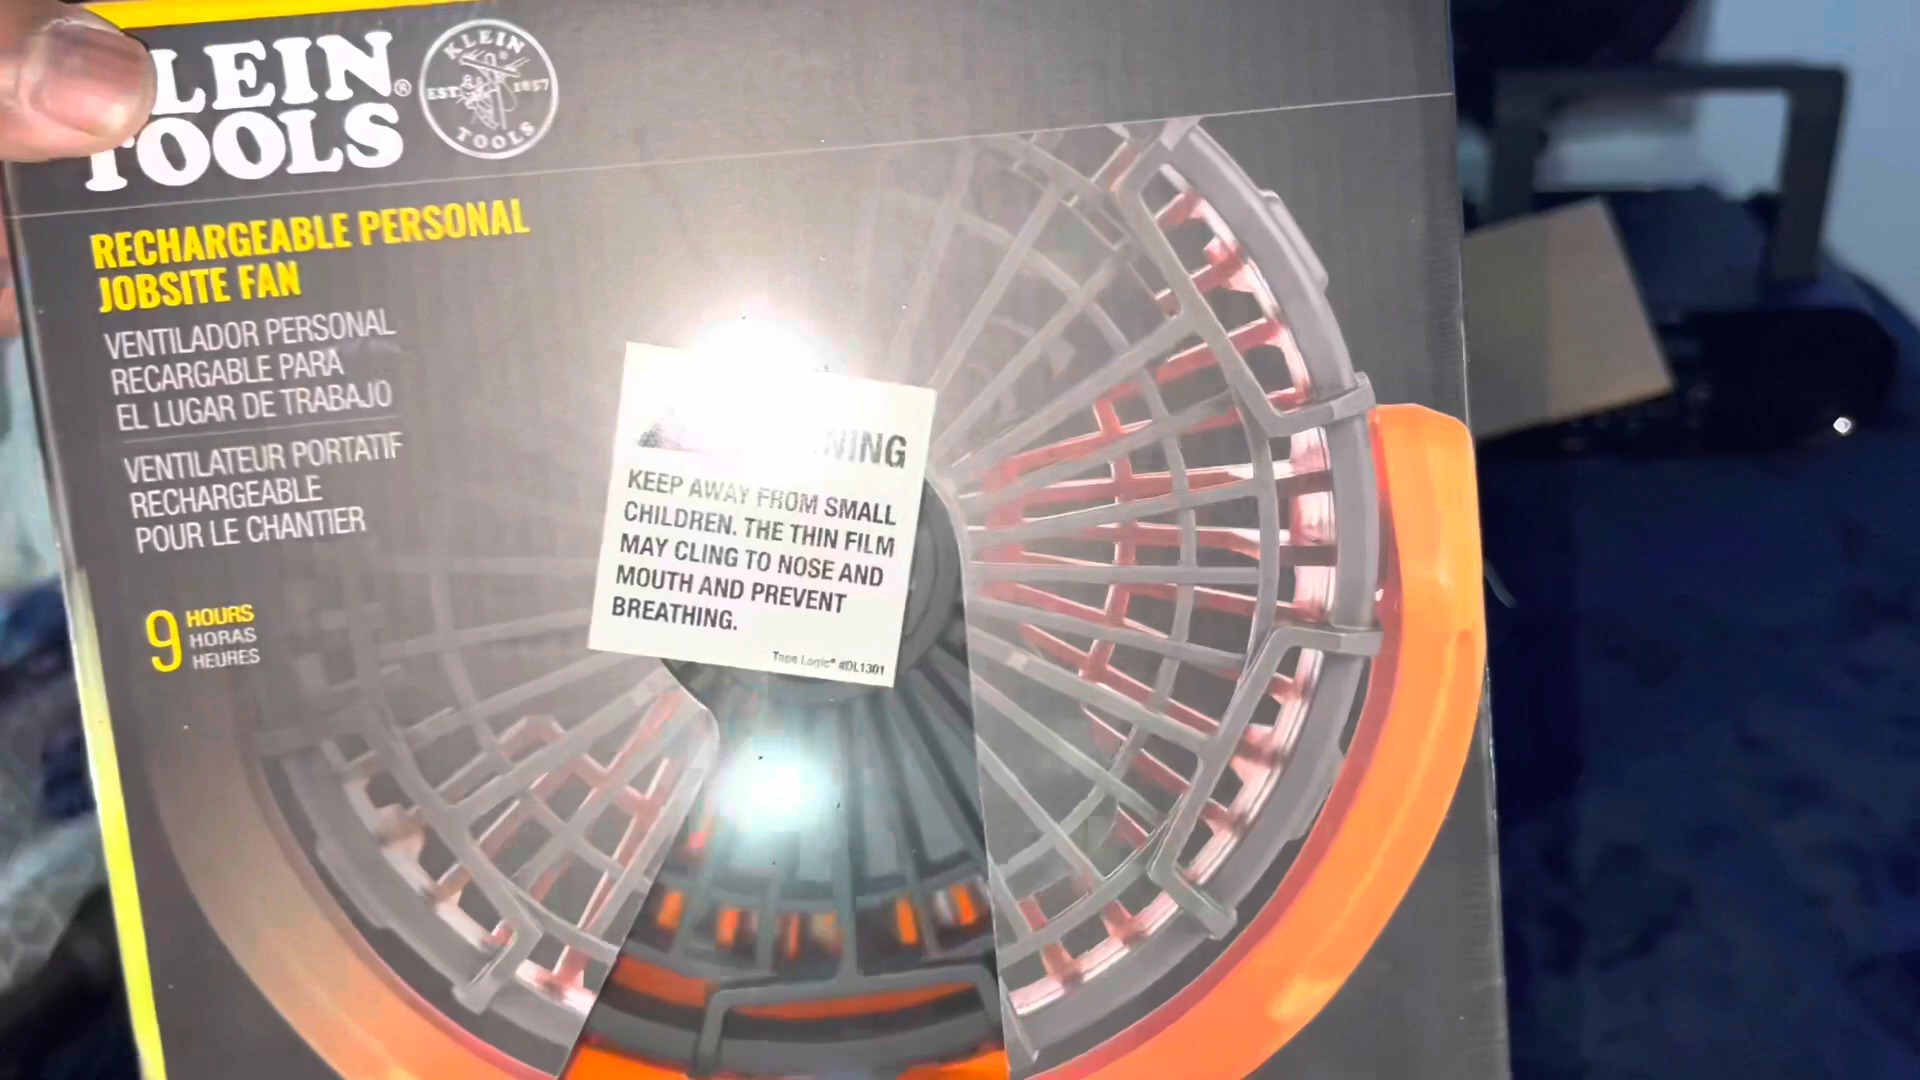 KLEIN
TOOLS®
KLEIN
EST. 1857
TOOLS
RECHARGEABLE PERSONAL
JOBSITE FAN
VENTILADOR PERSONAL
RECARGABLE PARA
EL LUGAR DE TRABAJO
VENTILATEUR PORTATIF
RECHARGEABLE
POUR LE CHANTIER
9 HOURS
HORAS
HEURES
KEEP AWAY FROM SMALL
CHILDREN. THE THIN FILM
MAY CLING TO NOSE AND
MOUTH AND PREVENT
BREATHING.
Tape Logic® #DL1301